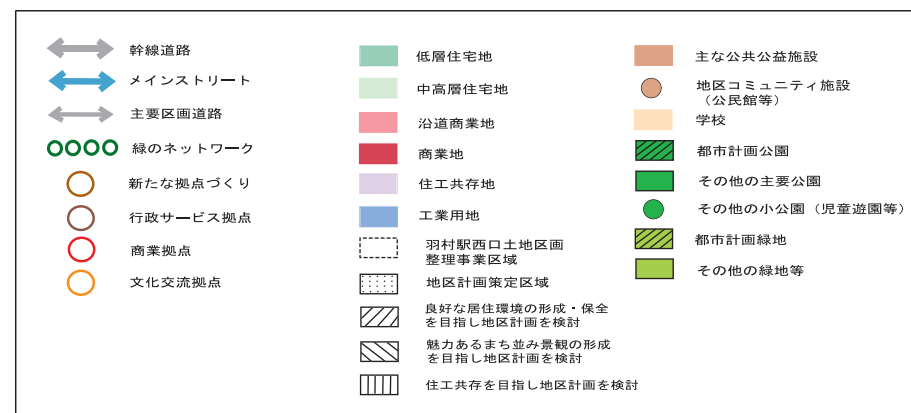 幹線道路
メインストリート
主要区画道路
緑のネットワーク
新たな拠点づくり
行政サービス拠点
商業拠点
文化交流拠点
低層住宅地
中高層住宅地
沿道商業地
商業地
住工共存地
工業用地
羽村駅西口土地区画
整理事業区域
地区計画策定区域
良好な居住環境の形成・保全
を目指し地区計画を検討
魅力あるまち並み景観の形成
を目指し地区計画を検討
住工共存を目指し地区計画を検討
主な公共公益施設
地区コミュニティ施設
（公民館等）
学校
都市計画公園
その他の主要公園
その他の小公園（児童遊園等）
都市計画緑地
その他の緑地等